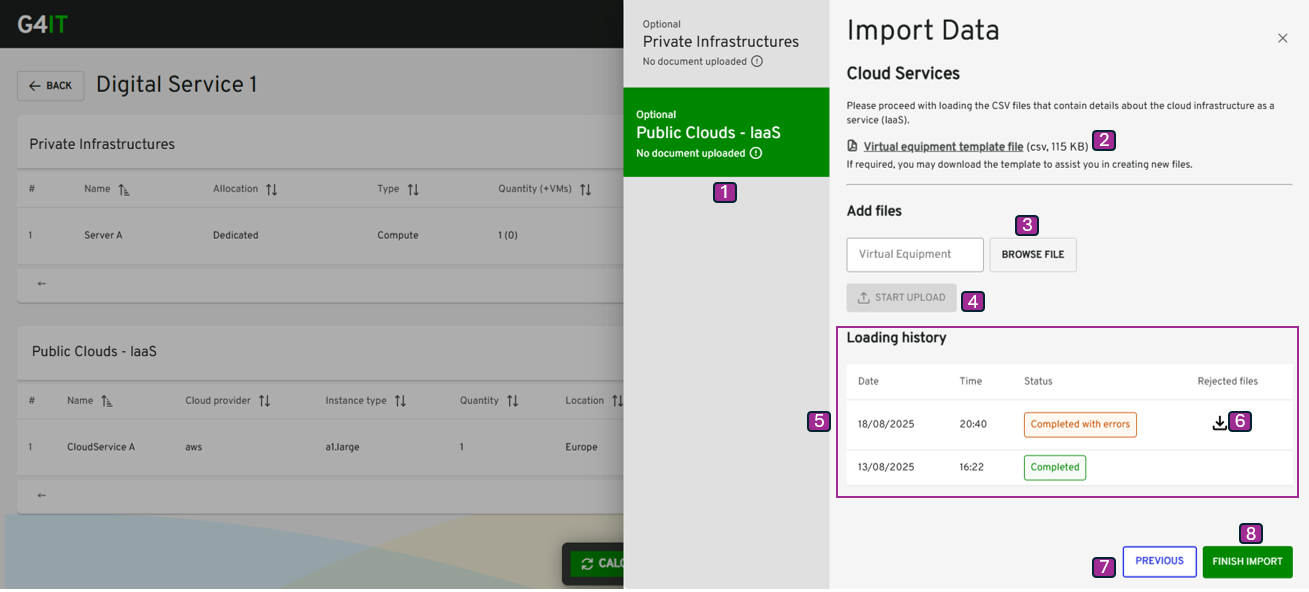 G4IT
BACK
Digital Service 1
Private Infrastructures
# Name Allocation Type Quantity (+VMs)
1 Server A Dedicated Compute 1 (0)
Public Clouds - IaaS
# Name Cloud provider Instance type Quantity Location
1 CloudService A aws a1.large 1 Europe
Optional
Private Infrastructures
No document uploaded
Optional
Public Clouds - IaaS
No document uploaded
1
Import Data
Cloud Services
Please proceed with loading the CSV files that contain details about the cloud infrastructure as a
service (IaaS).
Virtual equipment template file (csv, 115 KB) 2
If required, you may download the template to assist you in creating new files.
Add files
3
Virtual Equipment BROWSE FILE
START UPLOAD 4
Loading history
Date Time Status Rejected files
5
18/08/2025 20:40 Completed with errors 6
13/08/2025 16:22 Completed
8
7 PREVIOUS FINISH IMPORT